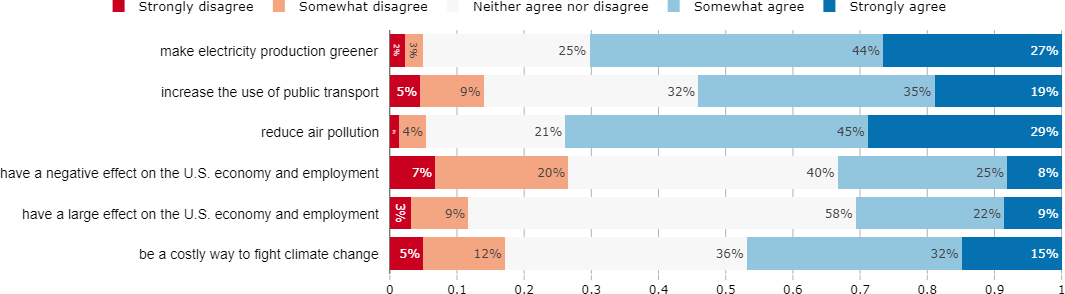 Strongly disagree Somewhat disagree Neither agree nor disagree Somewhat agree Strongly agree
make electricity production greener 2% 3% 25% 44% 27%
increase the use of public transport 5% 9% 32% 35% 19%
reduce air pollution 4% 21% 45% 29%
have a negative effect on the U.S. economy and employment 7% 20% 40% 25% 8%
have a large effect on the U.S. economy and employment 3% 9% 58% 22% 9%
be a costly way to fight climate change 5% 12% 36% 32% 15%
0 0.1 0.2 0.3 0.4 0.5 0.6 0.7 0.8 0.9 1